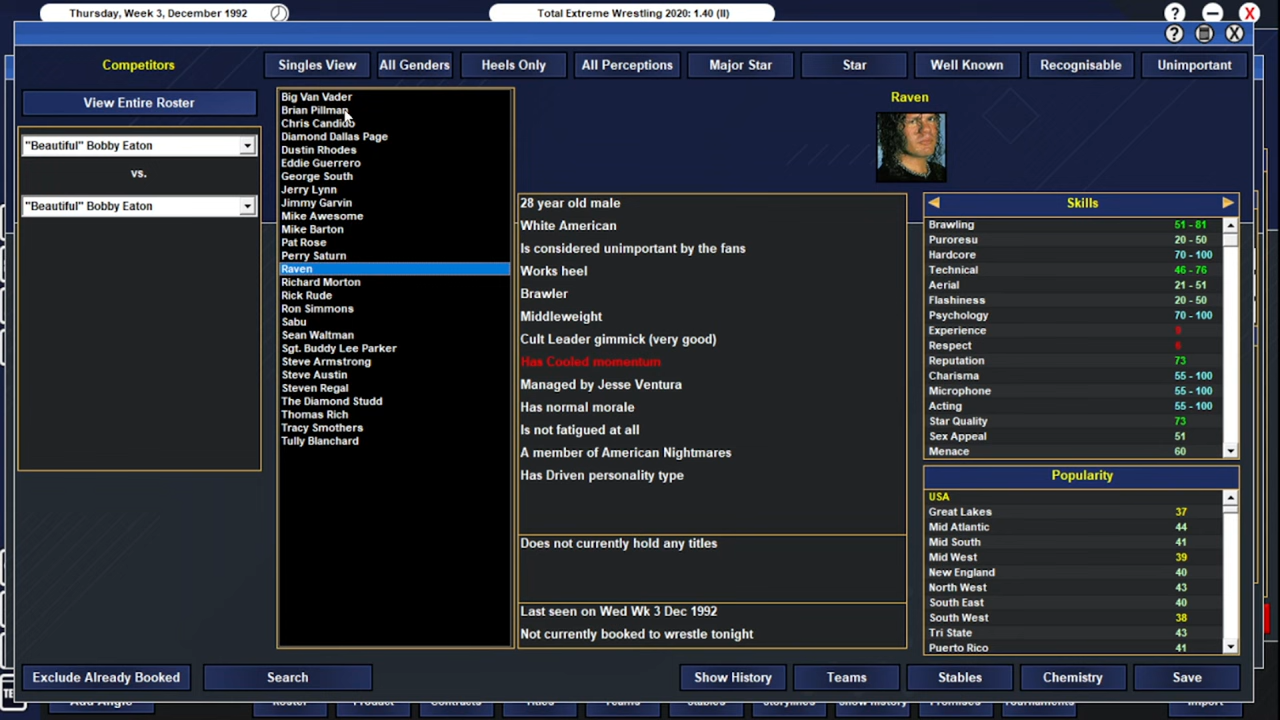 Thursday, Week 3, December 1992
Total Extreme Wrestling 2020: 1.40 (II)
? X
? X
Competitors
Singles View
All Genders
Heels Only
All Perceptions
Major Star
Star
Well Known
Recognisable
Unimportant
View Entire Roster
"Beautiful" Bobby Eaton
vs.
"Beautiful" Bobby Eaton
Big Van Vader
Brian Pillman
Chris Candido
Diamond Dallas Page
Dustin Rhodes
Eddie Guerrero
George South
Jerry Lynn
Jimmy Garvin
Mike Awesome
Mike Barton
Pat Rose
Perry Saturn
Raven
Richard Morton
Rick Rude
Ron Simmons
Sabu
Sean Waltman
Sgt. Buddy Lee Parker
Steve Armstrong
Steve Austin
Steven Regal
The Diamond Studd
Thomas Rich
Tracy Smothers
Tully Blanchard
Raven
28 year old male
White American
Is considered unimportant by the fans
Works heel
Brawler
Middleweight
Cult Leader gimmick (very good)
Has Cooled momentum
Managed by Jesse Ventura
Has normal morale
Is not fatigued at all
A member of American Nightmares
Has Driven personality type
Does not currently hold any titles
Last seen on Wed Wk 3 Dec 1992
Not currently booked to wrestle tonight
Skills
Brawling 51 - 81
Puroresu 20 - 50
Hardcore 70 - 100
Technical 46 - 76
Aerial 21 - 51
Flashiness 20 - 50
Psychology 70 - 100
Experience
Respect
Reputation 73
Charisma 55 - 100
Microphone 55 - 100
Acting 55 - 100
Star Quality 73
Sex Appeal 51
Menace 60
Popularity
USA
Great Lakes 37
Mid Atlantic 44
Mid South 41
Mid West 39
New England 40
North West 43
South East 40
South West 38
Tri State 43
Puerto Rico 41
Exclude Already Booked
Search
Show History
Teams
Stables
Chemistry
Save